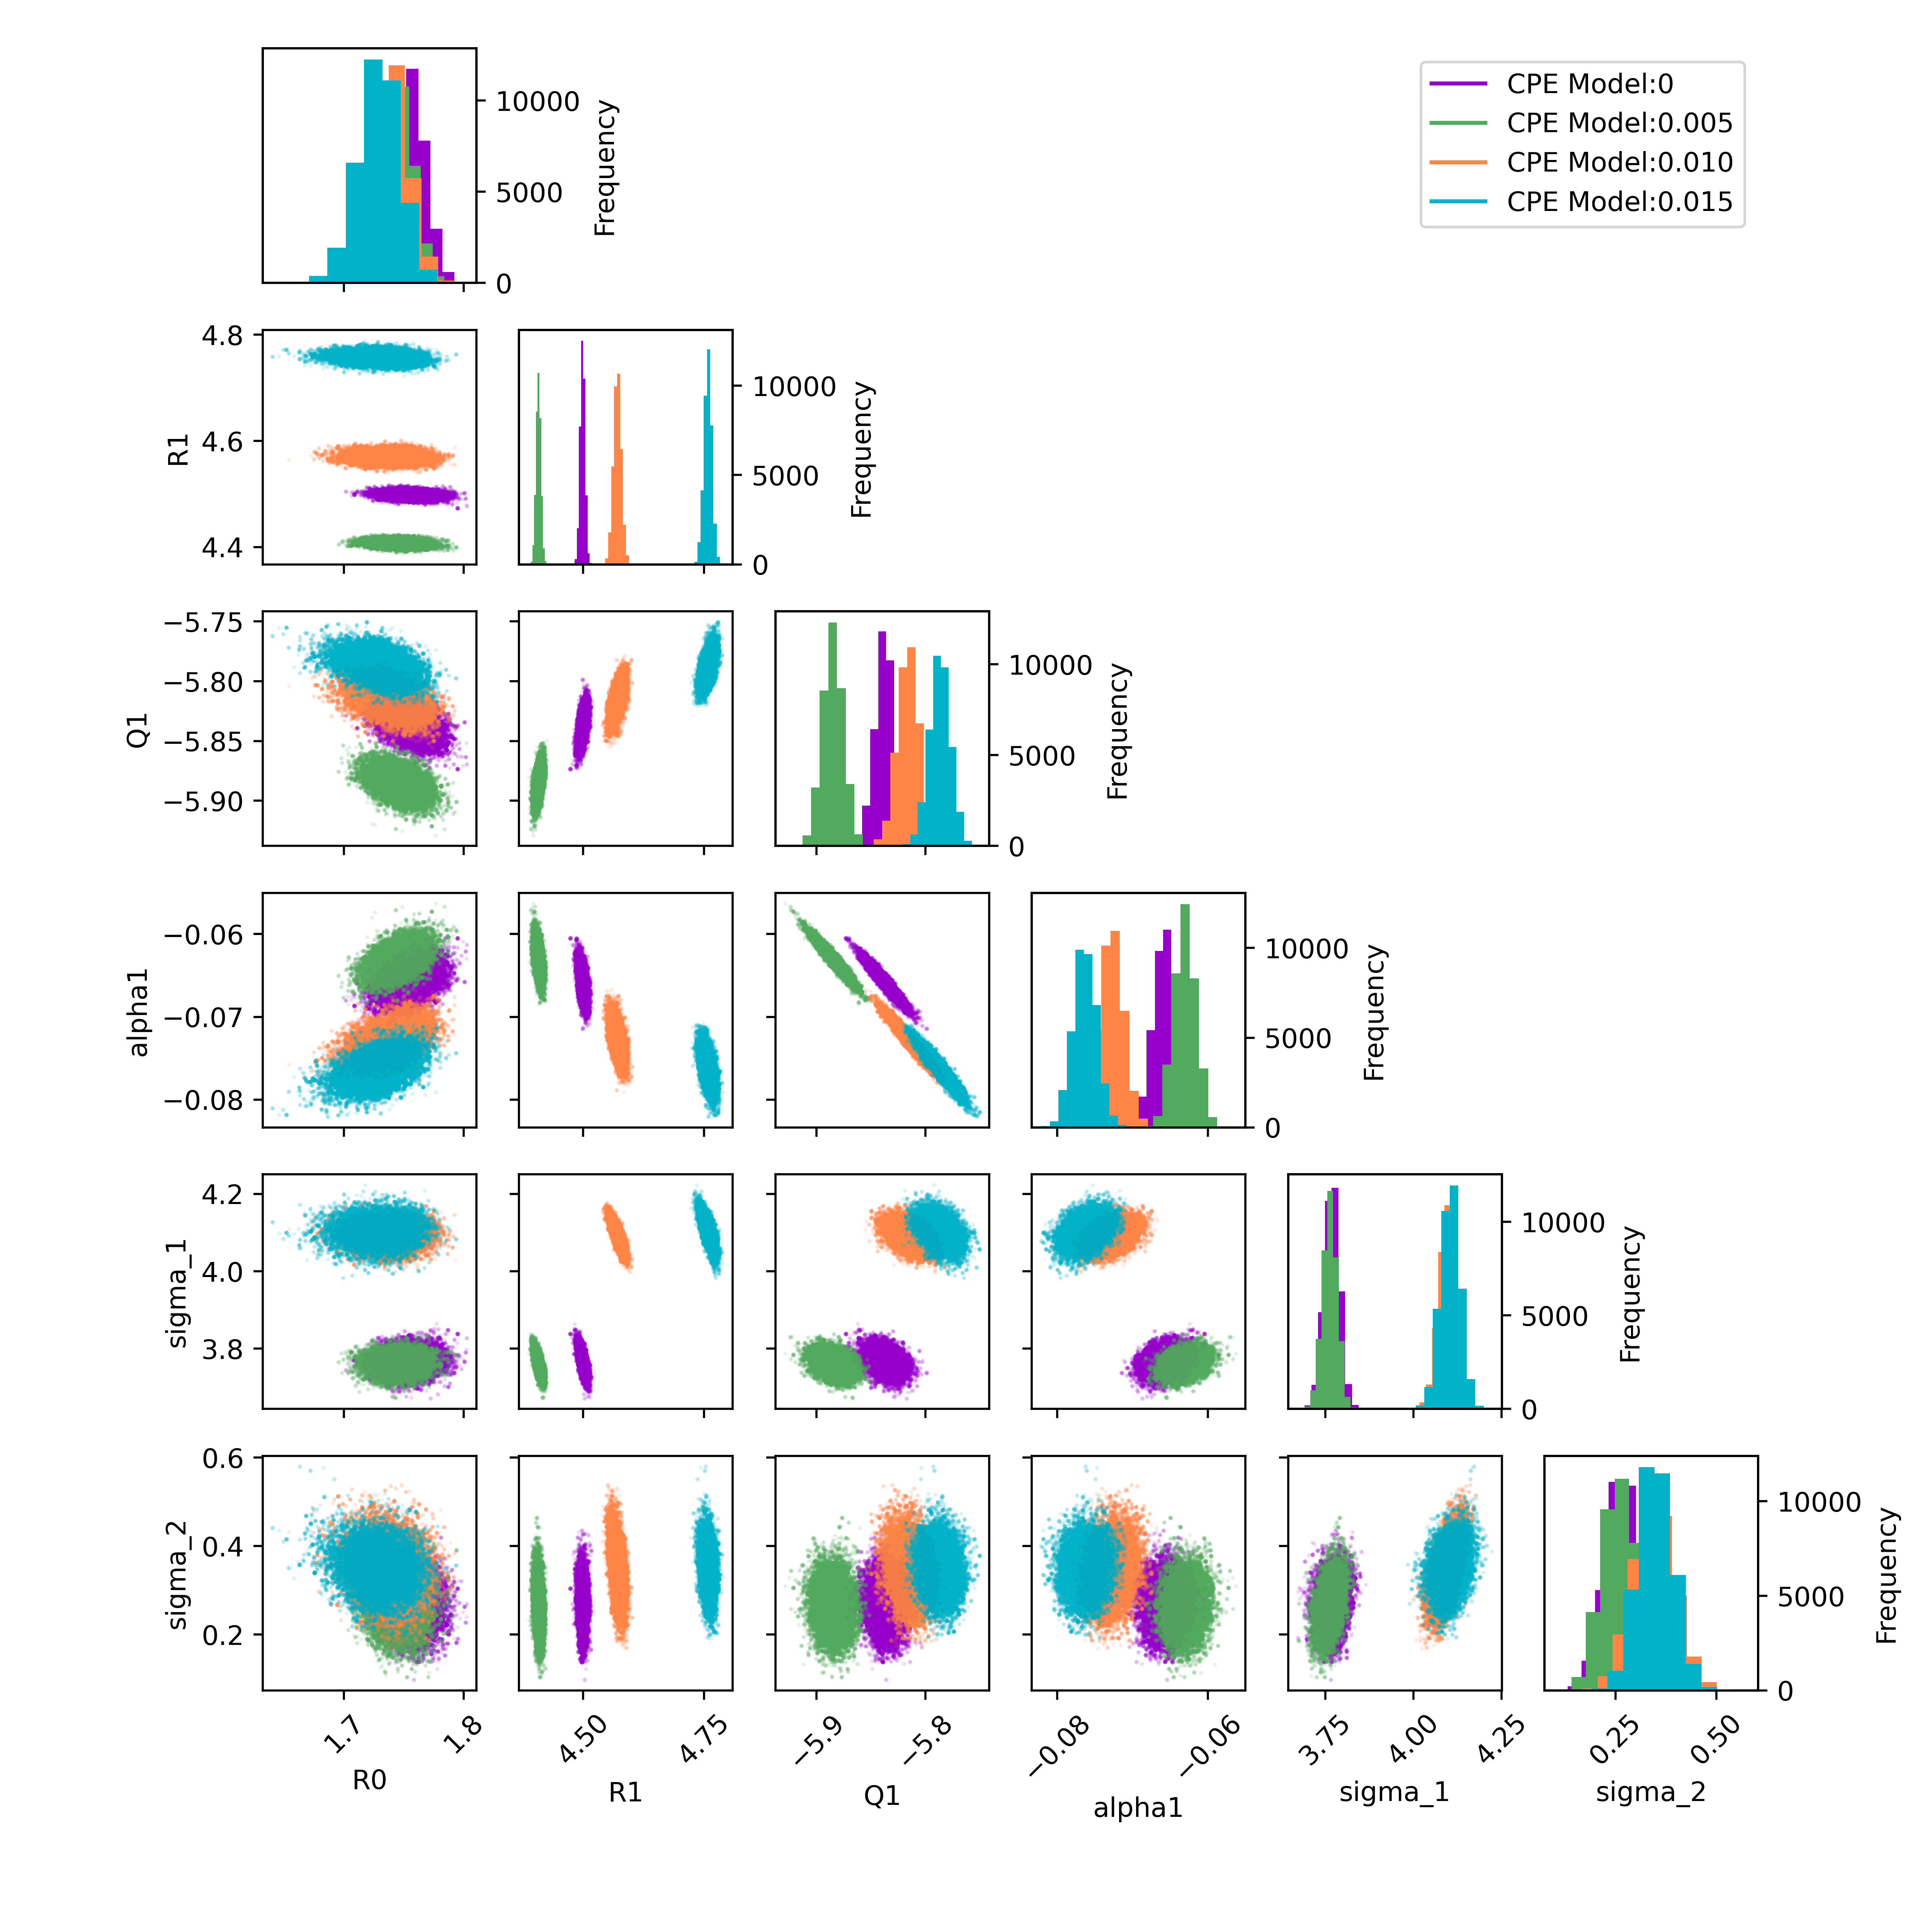 CPE Model:0
CPE Model:0.005
CPE Model:0.010
CPE Model:0.015
10000
5000
0
Frequency
4.8
4.6
4.4
R1
10000
5000
0
Frequency
−5.75
−5.80
−5.85
−5.90
Q1
10000
5000
0
Frequency
−0.06
−0.07
−0.08
alpha1
10000
5000
0
Frequency
4.2
4.0
3.8
sigma_1
10000
5000
0
Frequency
0.6
0.4
0.2
sigma_2
10000
5000
0
Frequency
1.7 1.8
4.50 4.75
−5.9 −5.8
−0.08 −0.06
3.75 4.00 4.25
0.25 0.50
R0
R1
Q1
alpha1
sigma_1
sigma_2